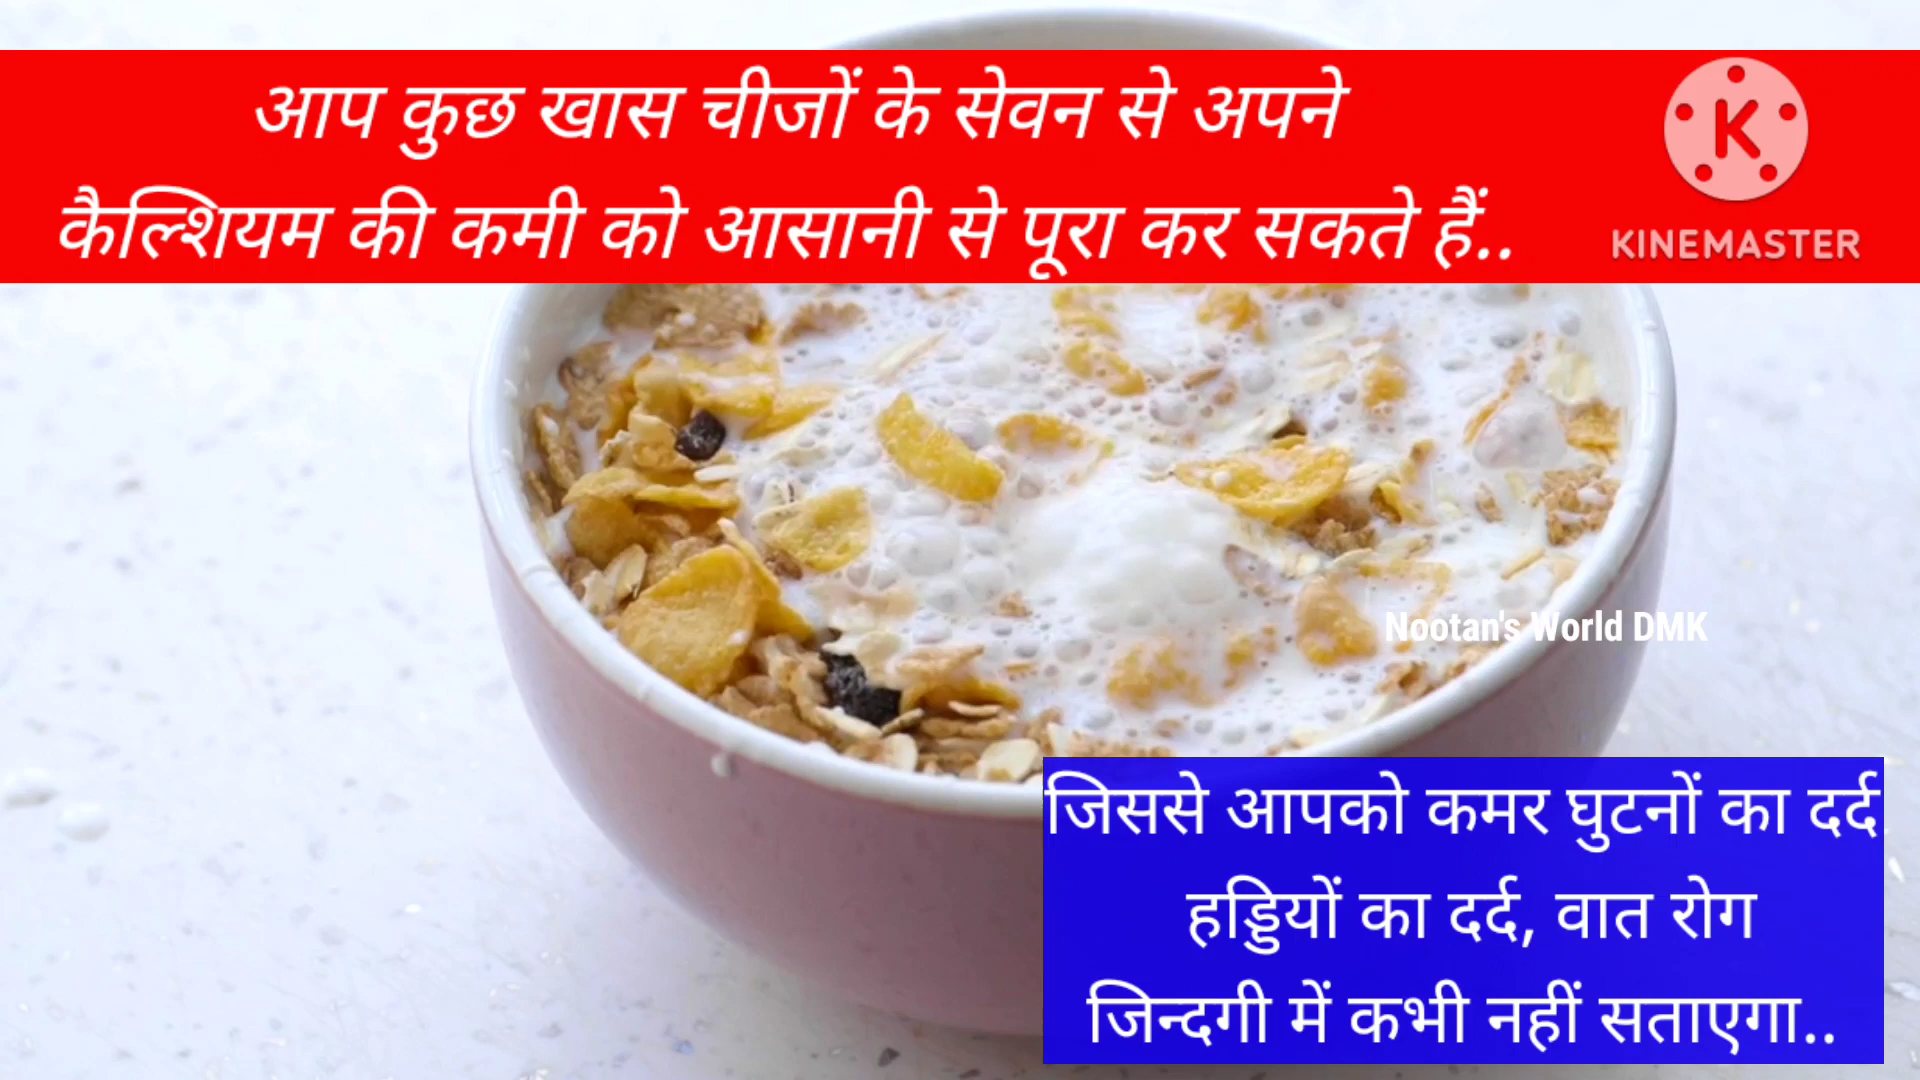 आप कुछ खास चीजों के सेवन से अपने
कैल्शियम की कमी को आसानी से पूरा कर सकते हैं..
K
KINEMASTER
Nootan's World DMK
जिससे आपको कमर घुटनों का दर्द
हड्डियों का दर्द, वात रोग
जिन्दगी में कभी नहीं सताएगा..